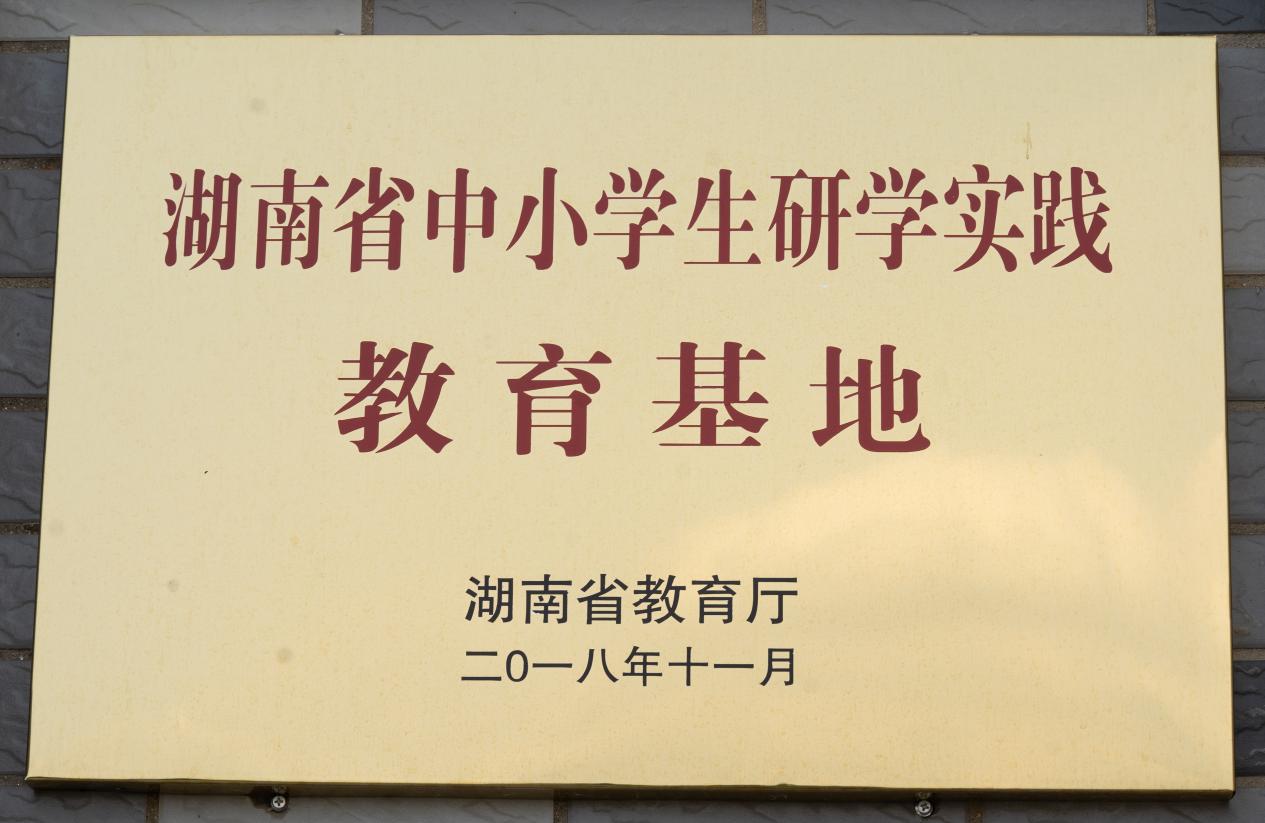 湖南省中小学生研学实践
教育基地
湖南省教育厅
二0一八年十一月